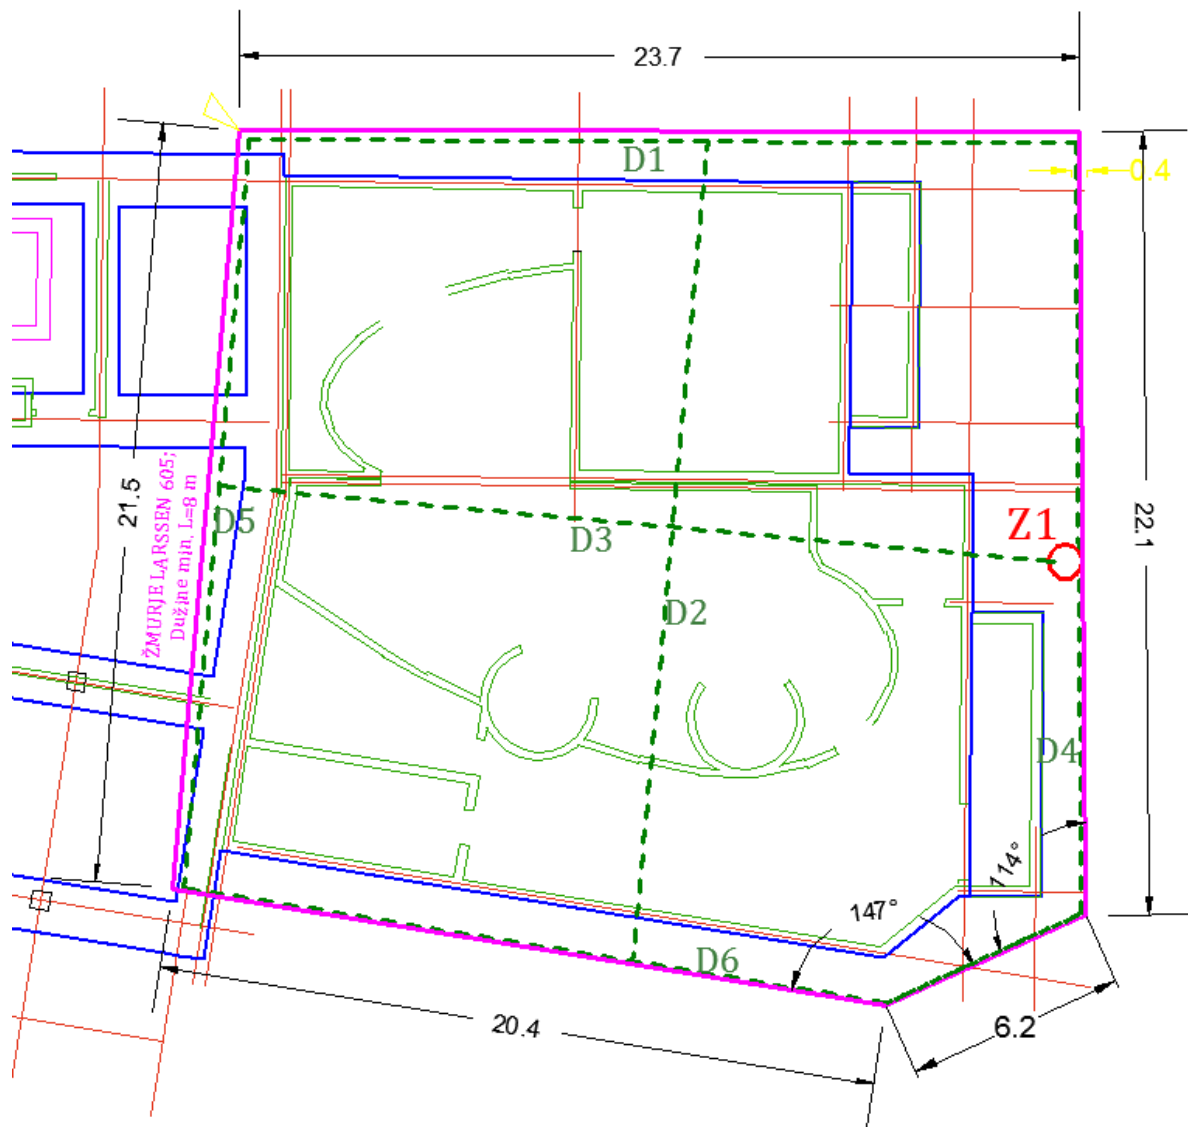 23.7
D1
0.4
21.5
ŽMURJE LARSSEN 605;
Dužine min. L=8 m
D5
D3
Z1
22.1
D2
D4
114°
147°
D6
20.4
6.2